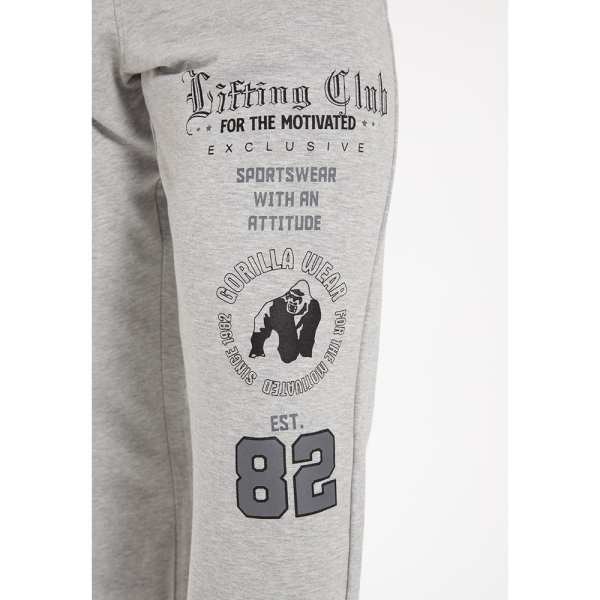 Lifting Club
FOR THE MOTIVATED
EXCLUSIVE
SPORTSWEAR
WITH AN
ATTITUDE
GORILLA WEAR
FOR THE MOTIVATED
SINCE 1982
EST.
82